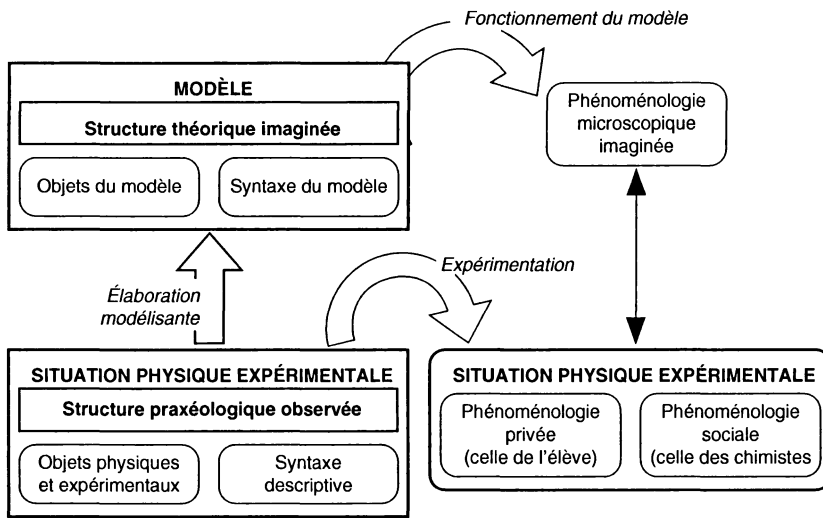 Fonctionnement du modèle
MODÈLE
Structure théorique imaginée
Objets du modèle
Syntaxe du modèle
Phénoménologie
microscopique
imaginée
Élaboration
modélisante
Expérimentation
SITUATION PHYSIQUE EXPÉRIMENTALE
Structure praxéologique observée
Objets physiques
et expérimentaux
Syntaxe
descriptive
SITUATION PHYSIQUE EXPÉRIMENTALE
Phénoménologie
privée
(celle de l'élève)
Phénoménologie
sociale
(celle des chimistes